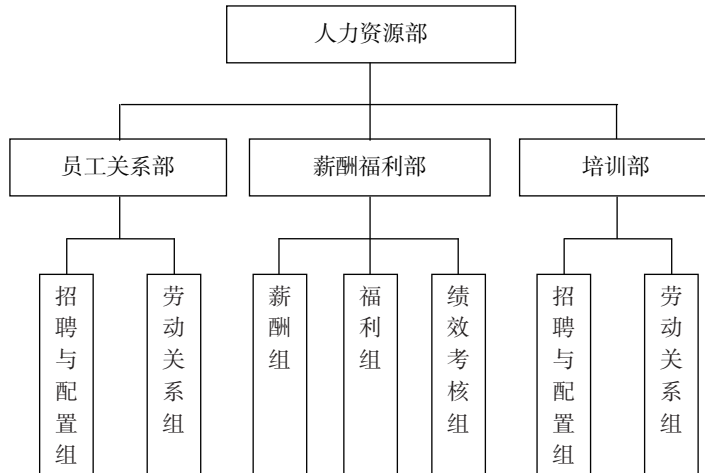 人力资源部
员工关系部
薪酬福利部
培训部
招聘与配置组
劳动关系组
薪酬组
福利组
绩效考核组
招聘与配置组
劳动关系组